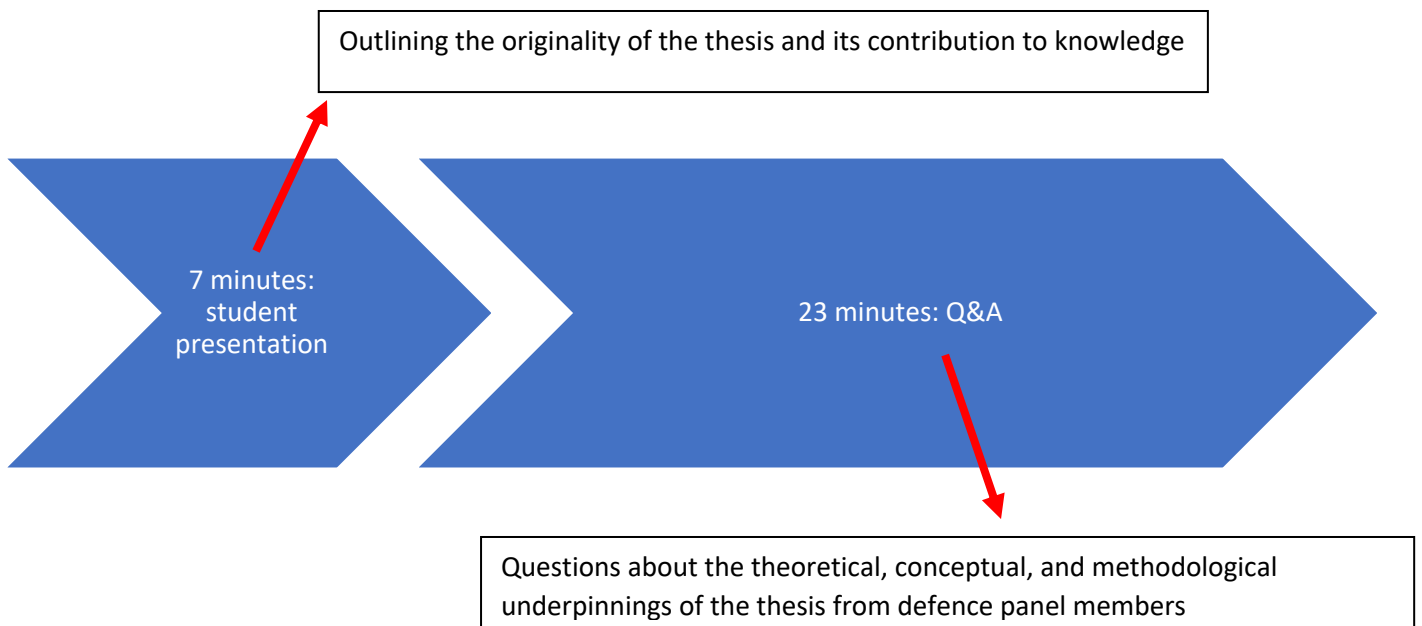 Outlining the originality of the thesis and its contribution to knowledge
7 minutes:
student
presentation
23 minutes: Q&A
Questions about the theoretical, conceptual, and methodological
underpinnings of the thesis from defence panel members